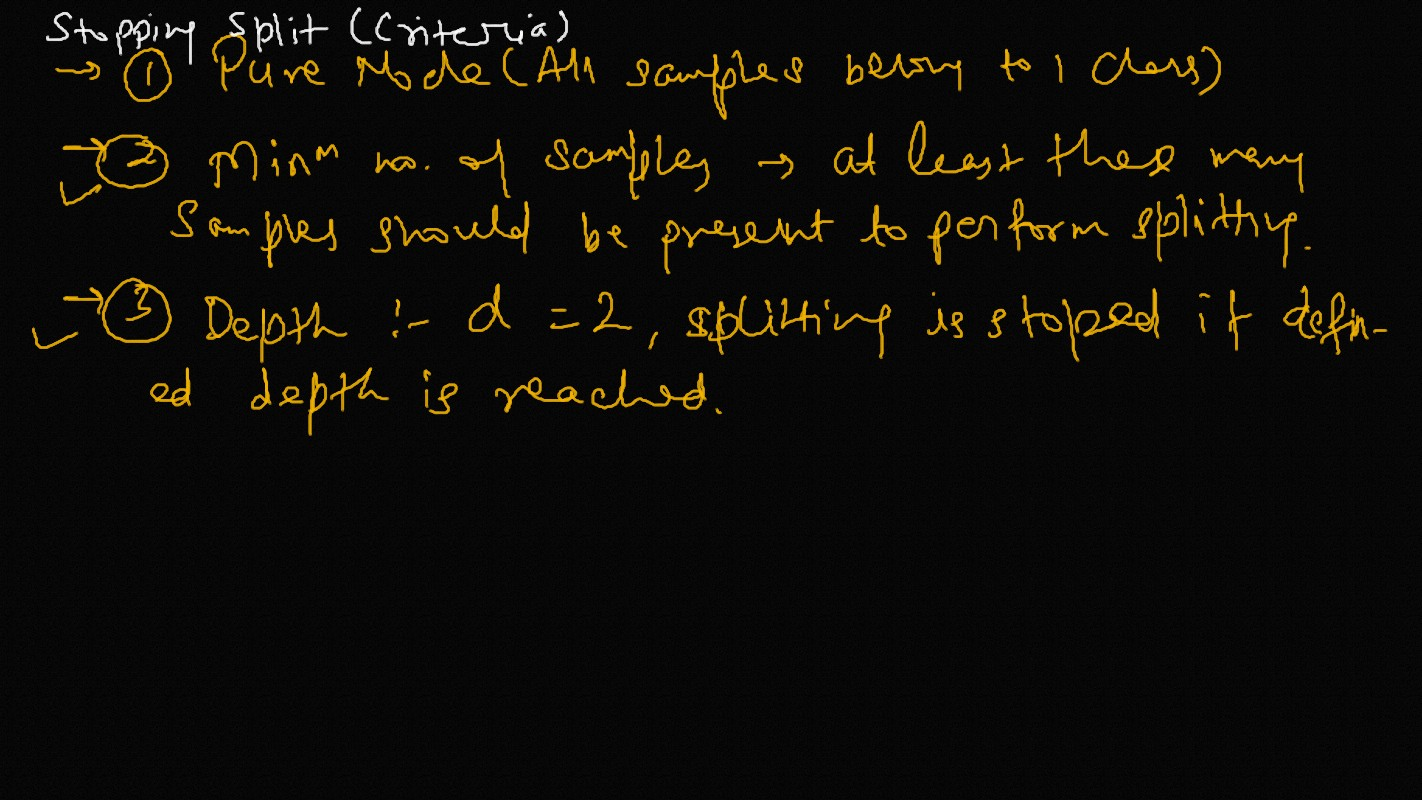 Stopping Split (Criteria)
→ ① Pure Node (All samples belong to 1 class)
→ ② Minᵐ no. of samples → at least these many
samples should be present to perform splitting.
→ ③ Depth :- d = 2, splitting is stoped if defin-
ed depth is reached.